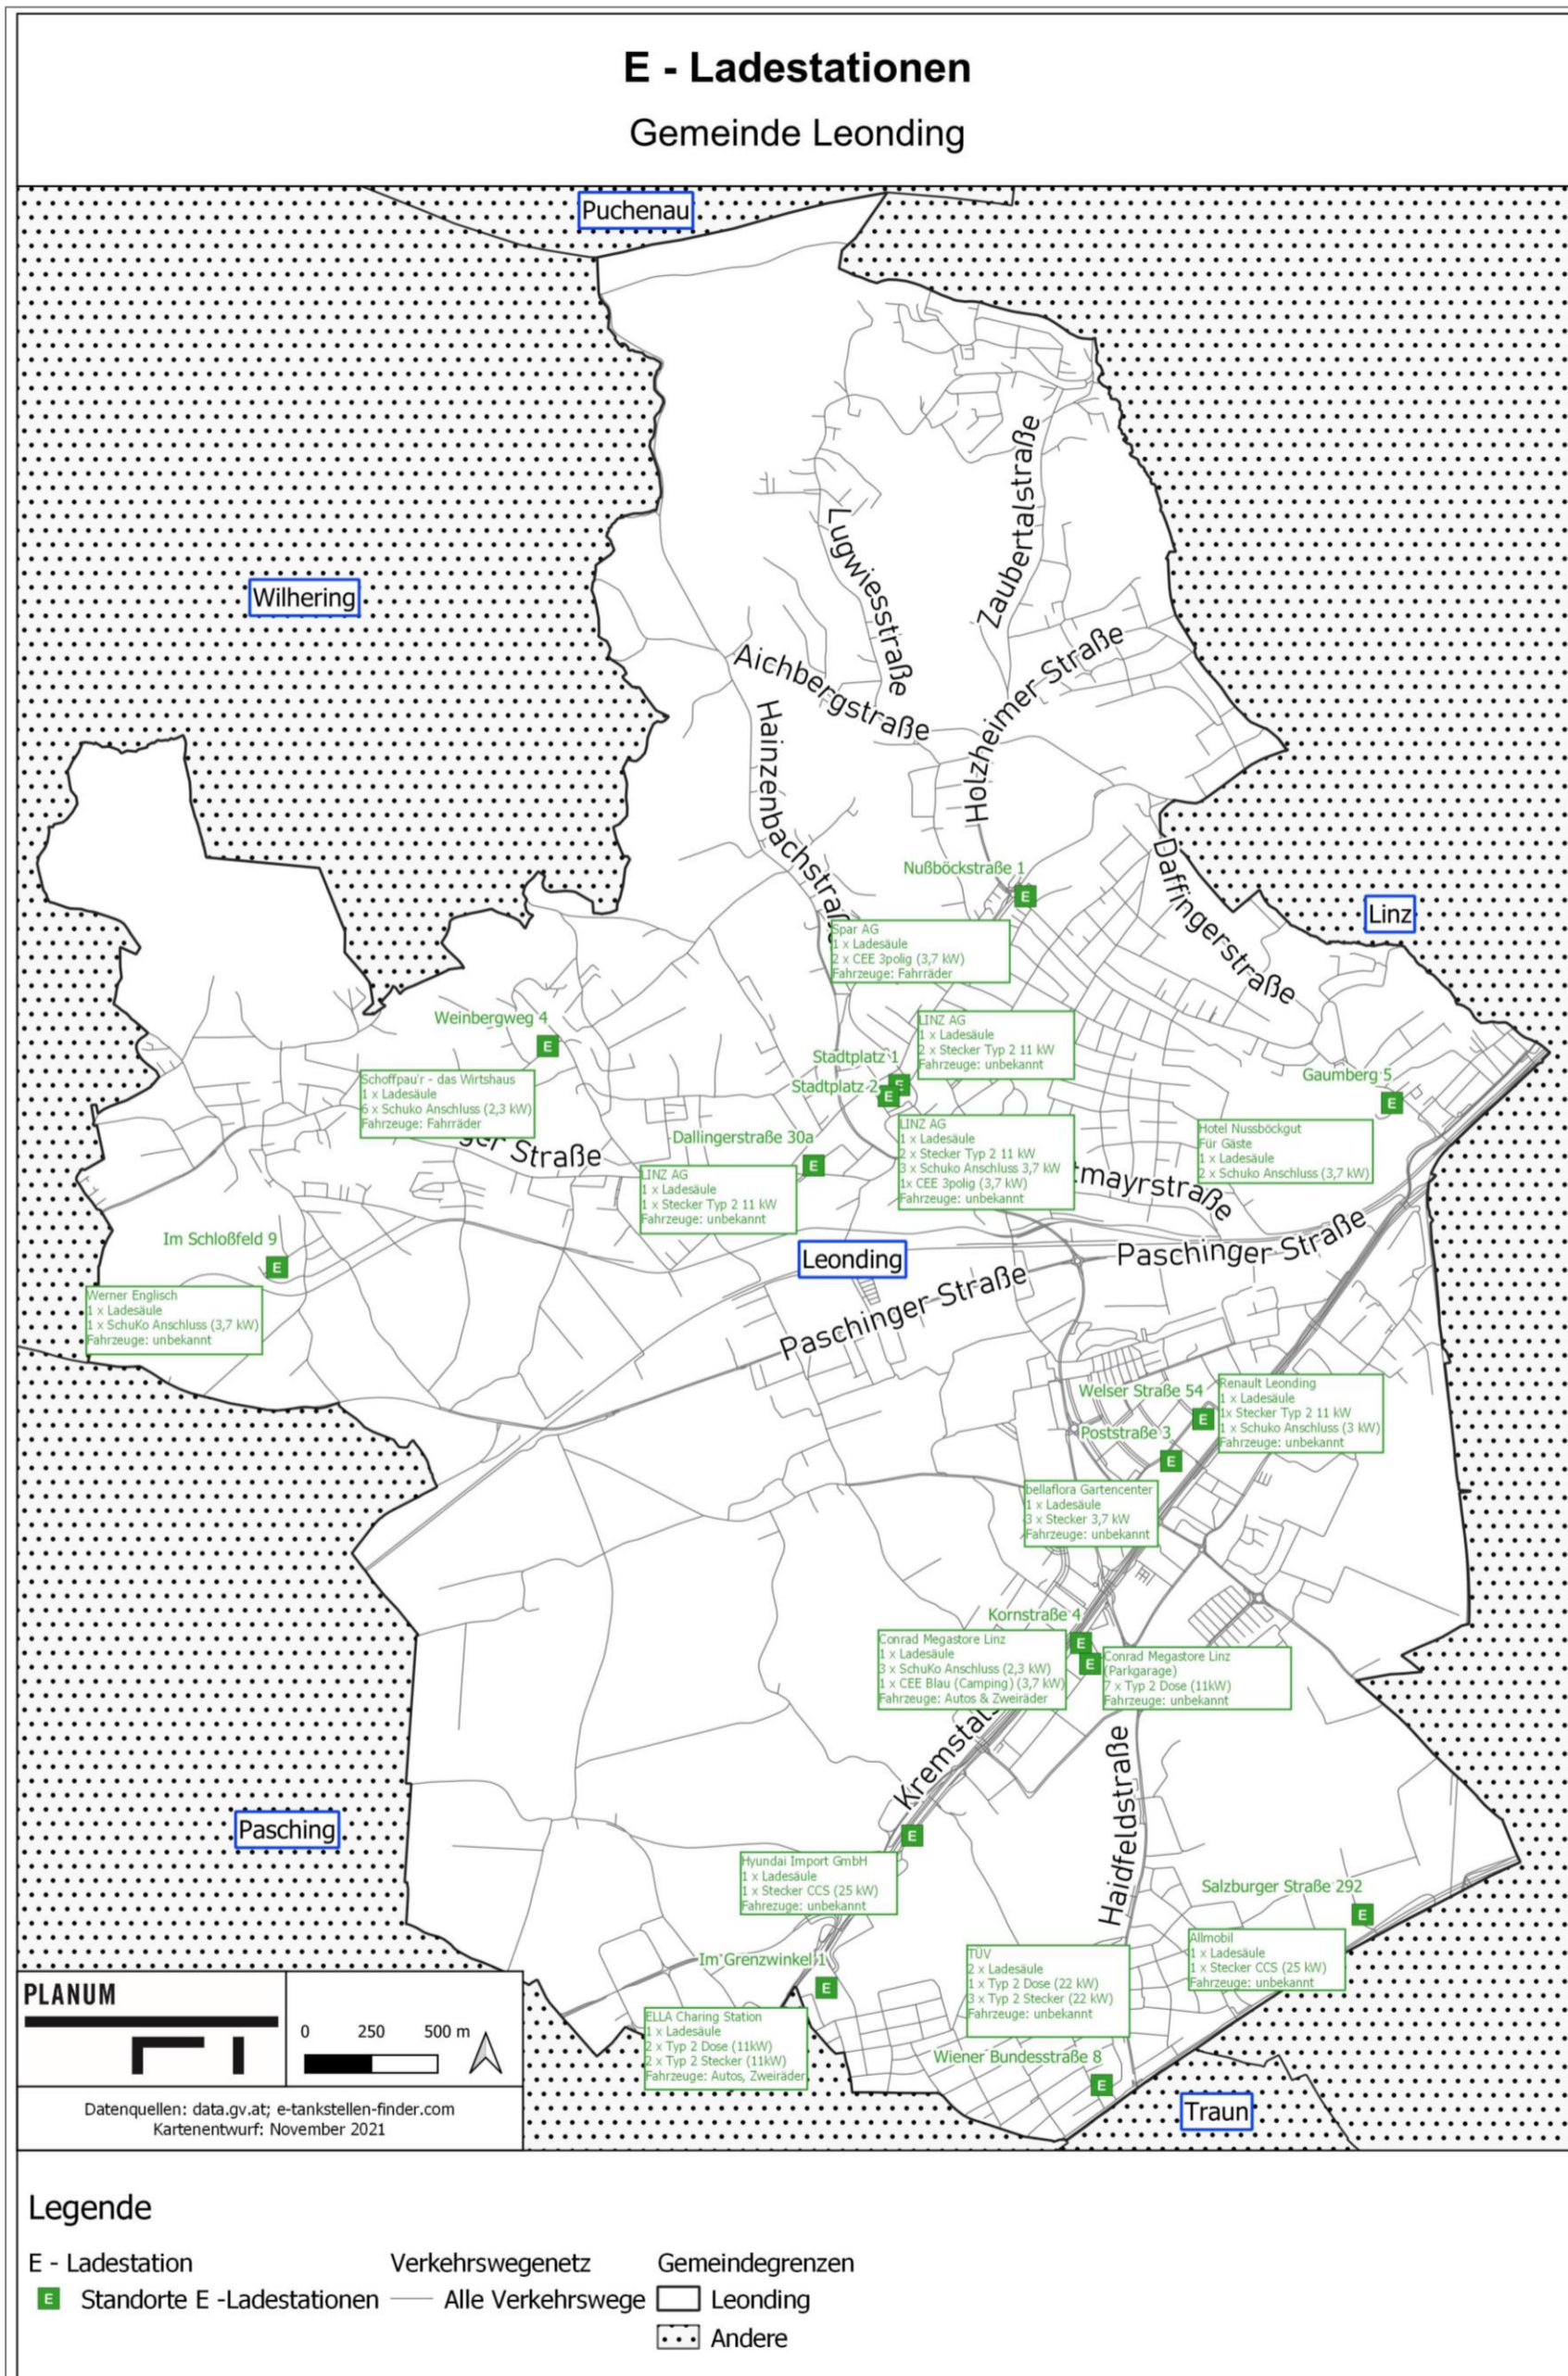 E - Ladestationen
Gemeinde Leonding
Puchenau
Wilhering
Lugwiesstraße
Zaubertalstraße
Aichbergstraße
Holzheimer Straße
Hainzenbachstraße
Daffingerstraße
Linz
Nußböckstraße 1
E
Spar AG
1 x Ladesäule
2 x CEE 3polig (3,7 kW)
Fahrzeuge: Fahrräder
Weinbergweg 4
E
Schoffpau'r - das Wirtshaus
1 x Ladesäule
6 x Schuko Anschluss (2,3 kW)
Fahrzeuge: Fahrräder
ger Straße
LINZ AG
1 x Ladesäule
2 x Stecker Typ 2 11 kW
Fahrzeuge: unbekannt
Stadtplatz 1
E
Stadtplatz 2
E
LINZ AG
1 x Ladesäule
2 x Stecker Typ 2 11 kW
3 x Schuko Anschluss 3,7 kW
1x CEE 3polig (3,7 kW)
Fahrzeuge: unbekannt
Gaumberg 5
E
Hotel Nussböckgut
Für Gäste
1 x Ladesäule
2 x Schuko Anschluss (3,7 kW)
Dallingerstraße 30a
E
LINZ AG
1 x Ladesäule
1 x Stecker Typ 2 11 kW
Fahrzeuge: unbekannt
tmayrstraße
Im Schloßfeld 9
E
Werner Englisch
1 x Ladesäule
1 x SchuKo Anschluss (3,7 kW)
Fahrzeuge: unbekannt
Leonding
Paschinger Straße
Paschinger Straße
Welser Straße 54
E
Renault Leonding
1 x Ladesäule
1x Stecker Typ 2 11 kW
1 x Schuko Anschluss (3 kW)
Fahrzeuge: unbekannt
Poststraße 3
E
bellaflora Gartencenter
1 x Ladesäule
3 x Stecker 3,7 kW
Fahrzeuge: unbekannt
Kornstraße 4
E
E
Conrad Megastore Linz
1 x Ladesäule
3 x SchuKo Anschluss (2,3 kW)
1 x CEE Blau (Camping) (3,7 kW)
Fahrzeuge: Autos & Zweiräder
Conrad Megastore Linz
(Parkgarage)
7 x Typ 2 Dose (11kW)
Fahrzeuge: unbekannt
Kremstals
Haidfeldstraße
Pasching
E
Hyundai Import GmbH
1 x Ladesäule
1 x Stecker CCS (25 kW)
Fahrezuge: unbekannt
Salzburger Straße 292
E
Allmobil
1 x Ladesäule
1 x Stecker CCS (25 kW)
Fahrzeuge: unbekannt
Im Grenzwinkel 1
E
ELLA Charing Station
1 x Ladesäule
2 x Typ 2 Dose (11kW)
2 x Typ 2 Stecker (11kW)
Fahrzeuge: Autos, Zweiräder
TÜV
2 x Ladesäule
1 x Typ 2 Dose (22 kW)
3 x Typ 2 Stecker (22 kW)
Fahrzeuge: unbekannt
Wiener Bundesstraße 8
E
Traun
PLANUM
0 250 500 m
Datenquellen: data.gv.at; e-tankstellen-finder.com
Kartenentwurf: November 2021
Legende
E - Ladestation
E Standorte E -Ladestationen
Verkehrswegenetz
Alle Verkehrswege
Gemeindegrenzen
Leonding
Andere